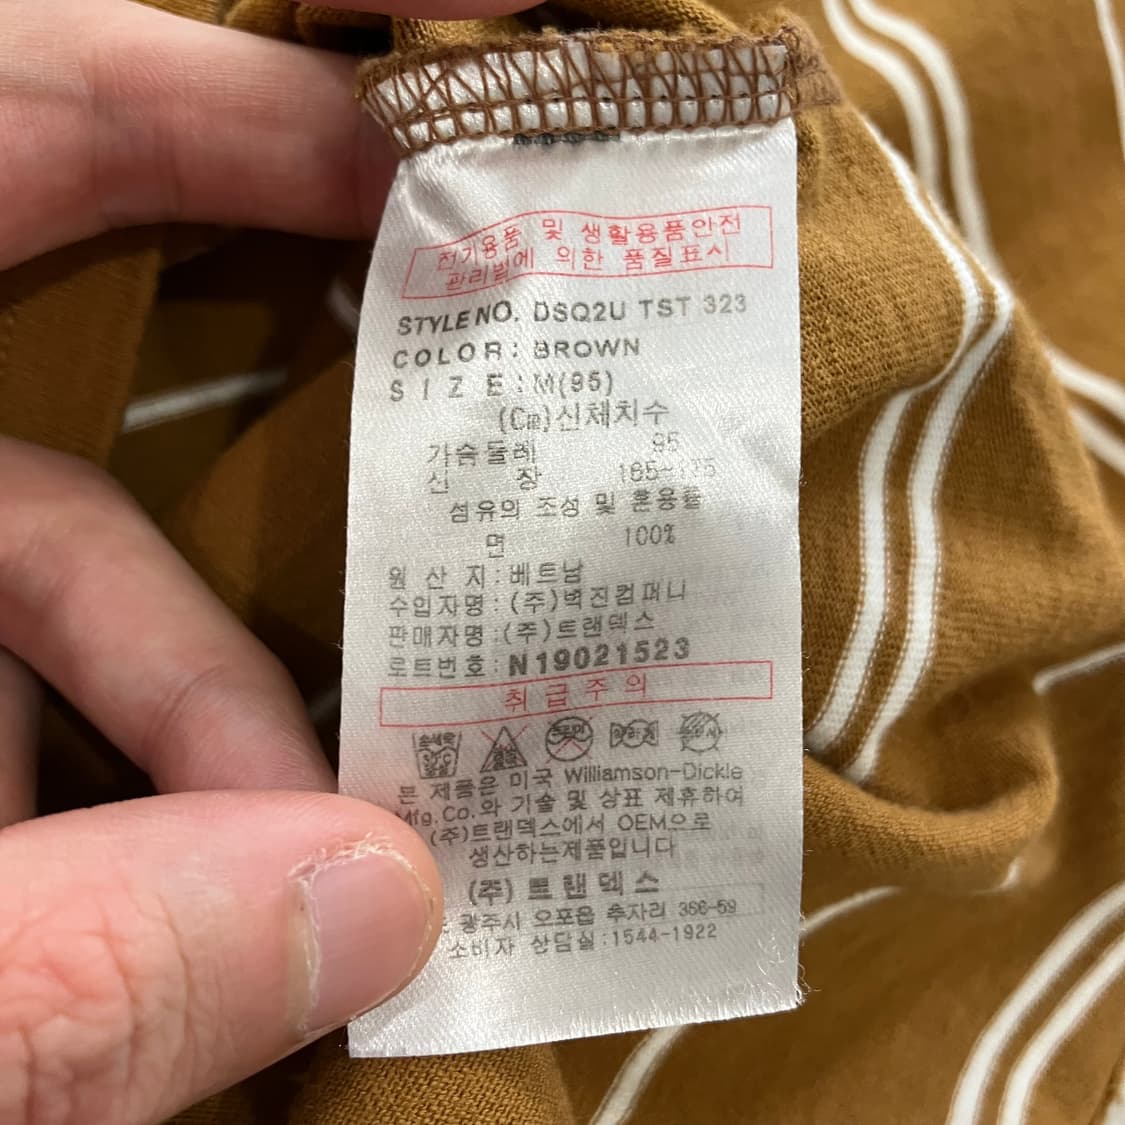 전기용품 및 생활용품안전
관리법에 의한 품질표시
STYLE NO. DSQ2U TST 323
COLOR: BROWN
SIZE: M(95)
(Cm)신체치수
가슴둘레 95
신 장 165-175
섬유의 조성 및 혼용률
면 100%
원 산 지:베트남
수입자명:(주)벽진컴퍼니
판매자명:(주)트랜덱스
로트번호:N19021523
취급주의
손세탁
본 제품은 미국 Williamson-Dickie
Mfg.Co.와 기술 및 상표 제휴하여
(주)트랜덱스에서 OEM으로
생산하는제품입니다
(주)트랜덱스
광주시 오포읍 추자리 366-59
소비자 상담실:1544-1922